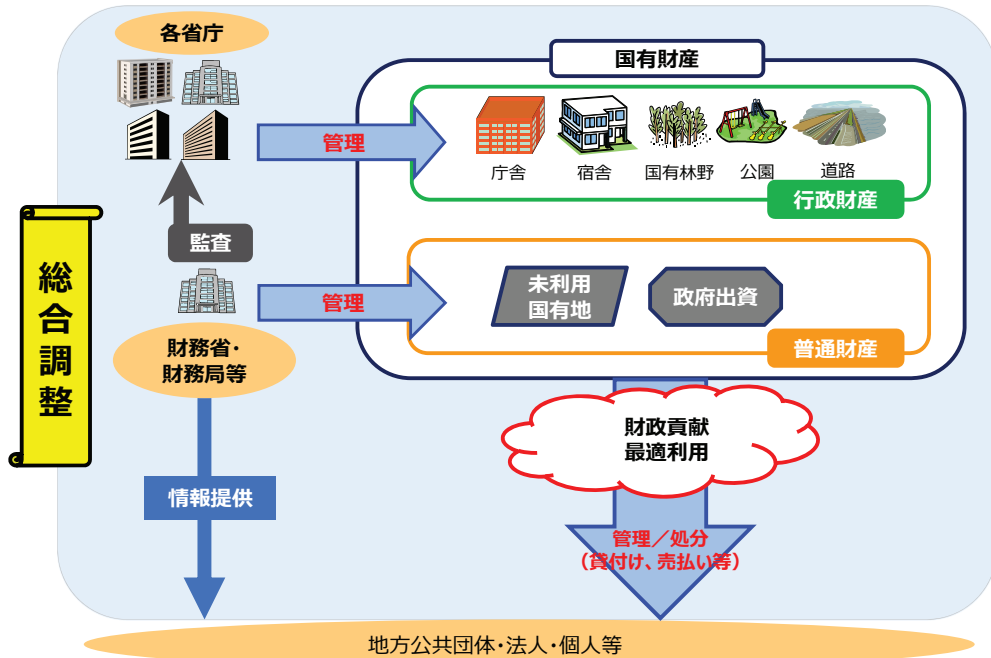 各省庁
国有財産
管理
庁舎
宿舎
国有林野
公園
道路
行政財産
監査
総合調整
管理
未利用
国有地
政府出資
普通財産
財務省・
財務局等
財政貢献
最適利用
情報提供
管理／処分
（貸付け、売払い等）
地方公共団体・法人・個人等